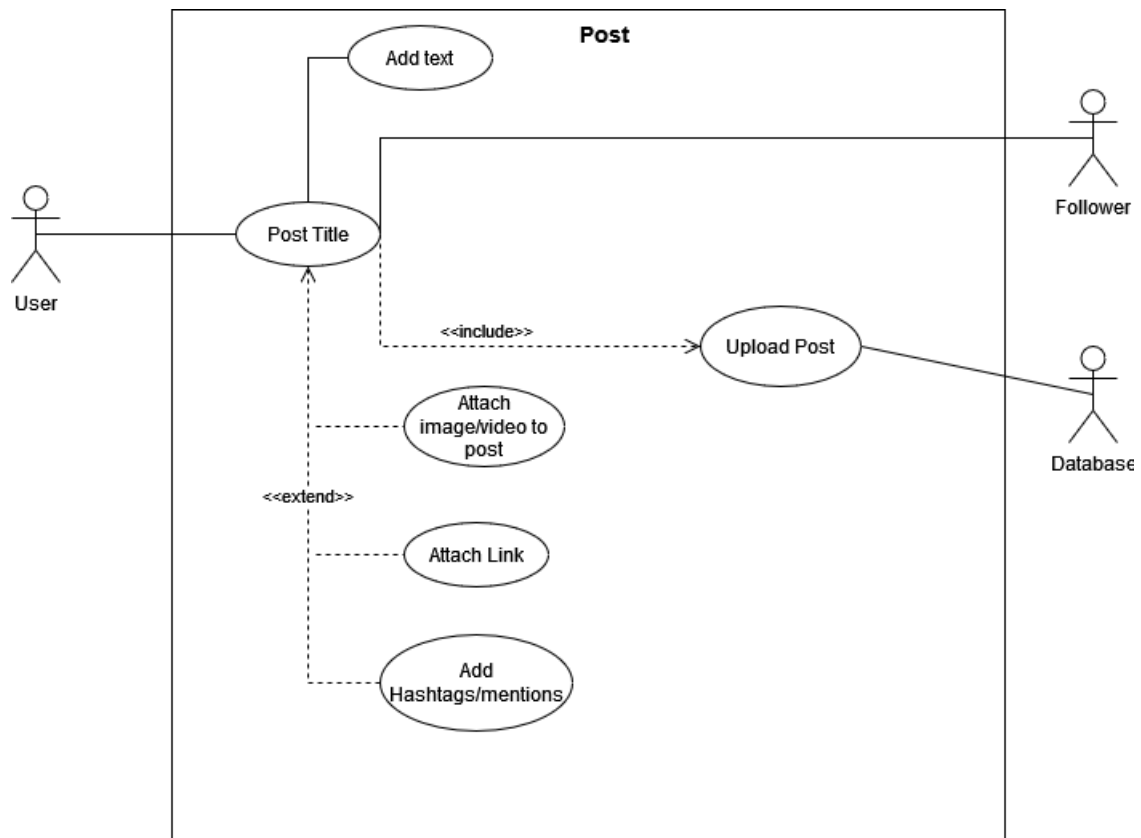 Post
Add text
Follower
Post Title
User
<<include>>
Upload Post
Attach
image/video to
post
Database
<<extend>>
Attach Link
Add
Hashtags/mentions